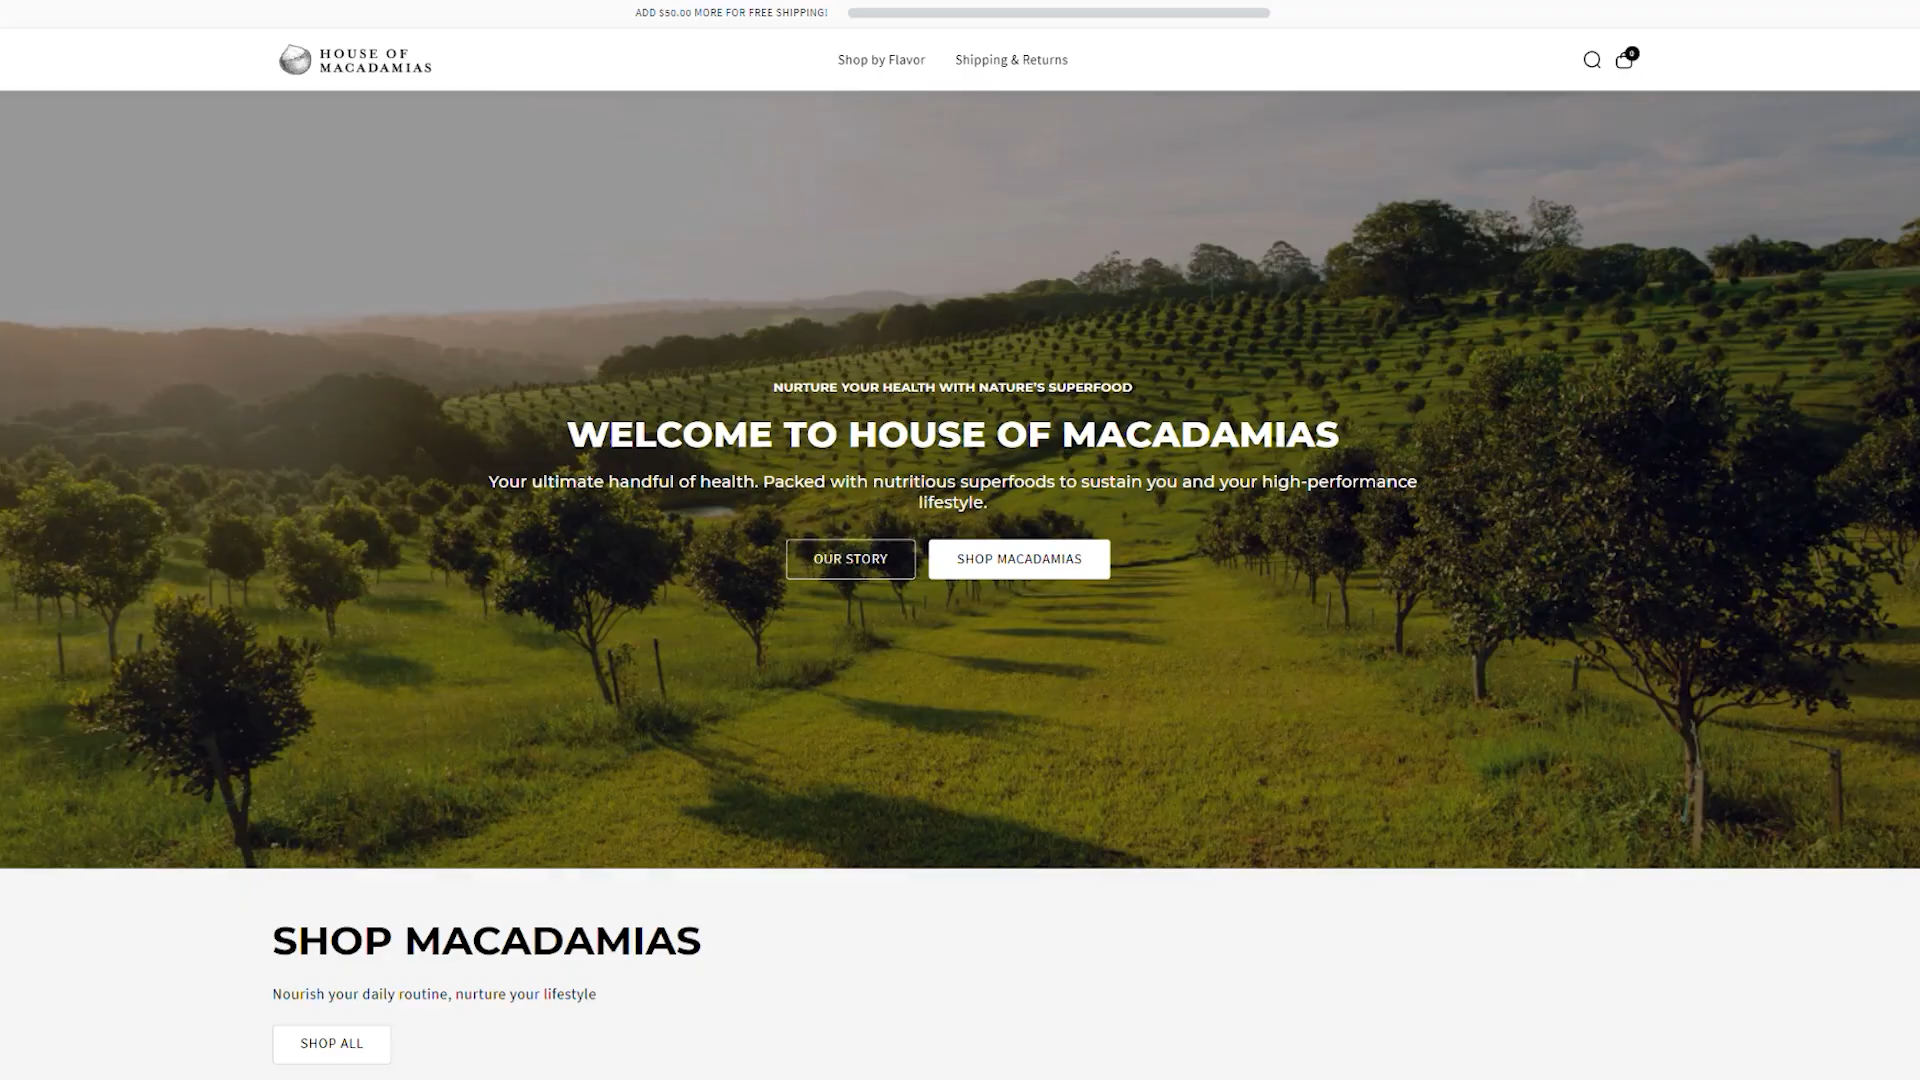 ADD $50.00 MORE FOR FREE SHIPPING!
HOUSE OF
MACADAMIAS
Shop by Flavor
Shipping & Returns
0
NURTURE YOUR HEALTH WITH NATURE'S SUPERFOOD
WELCOME TO HOUSE OF MACADAMIAS
Your ultimate handful of health. Packed with nutritious superfoods to sustain you and your high-performance
lifestyle.
OUR STORY
SHOP MACADAMIAS
SHOP MACADAMIAS
Nourish your daily routine, nurture your lifestyle
SHOP ALL